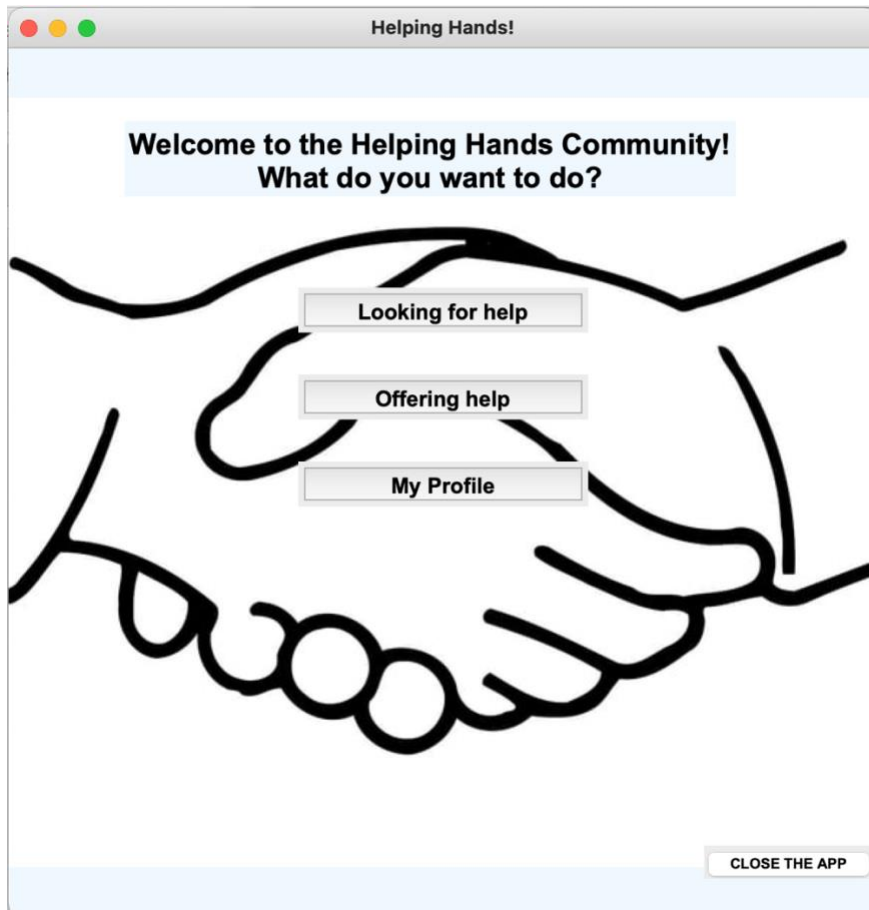 Helping Hands!
Welcome to the Helping Hands Community!
What do you want to do?
Looking for help
Offering help
My Profile
CLOSE THE APP